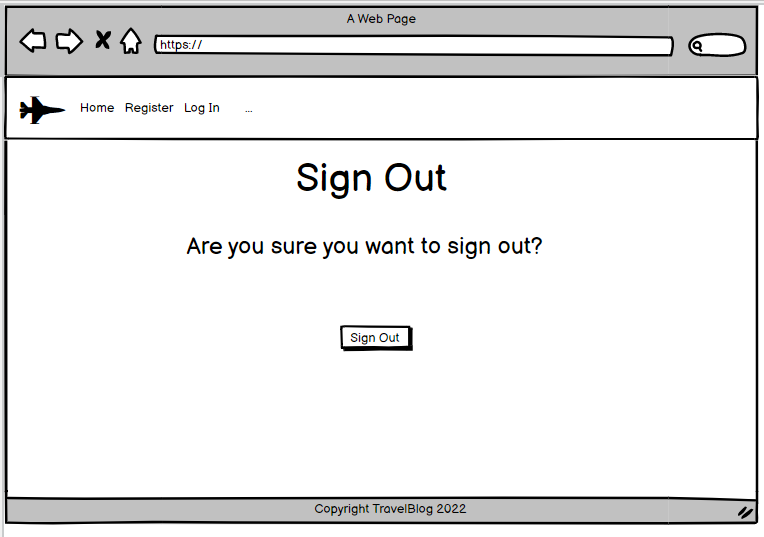 A Web Page
https://
Home Register Log In ...
Sign Out
Are you sure you want to sign out?
Sign Out
Copyright TravelBlog 2022